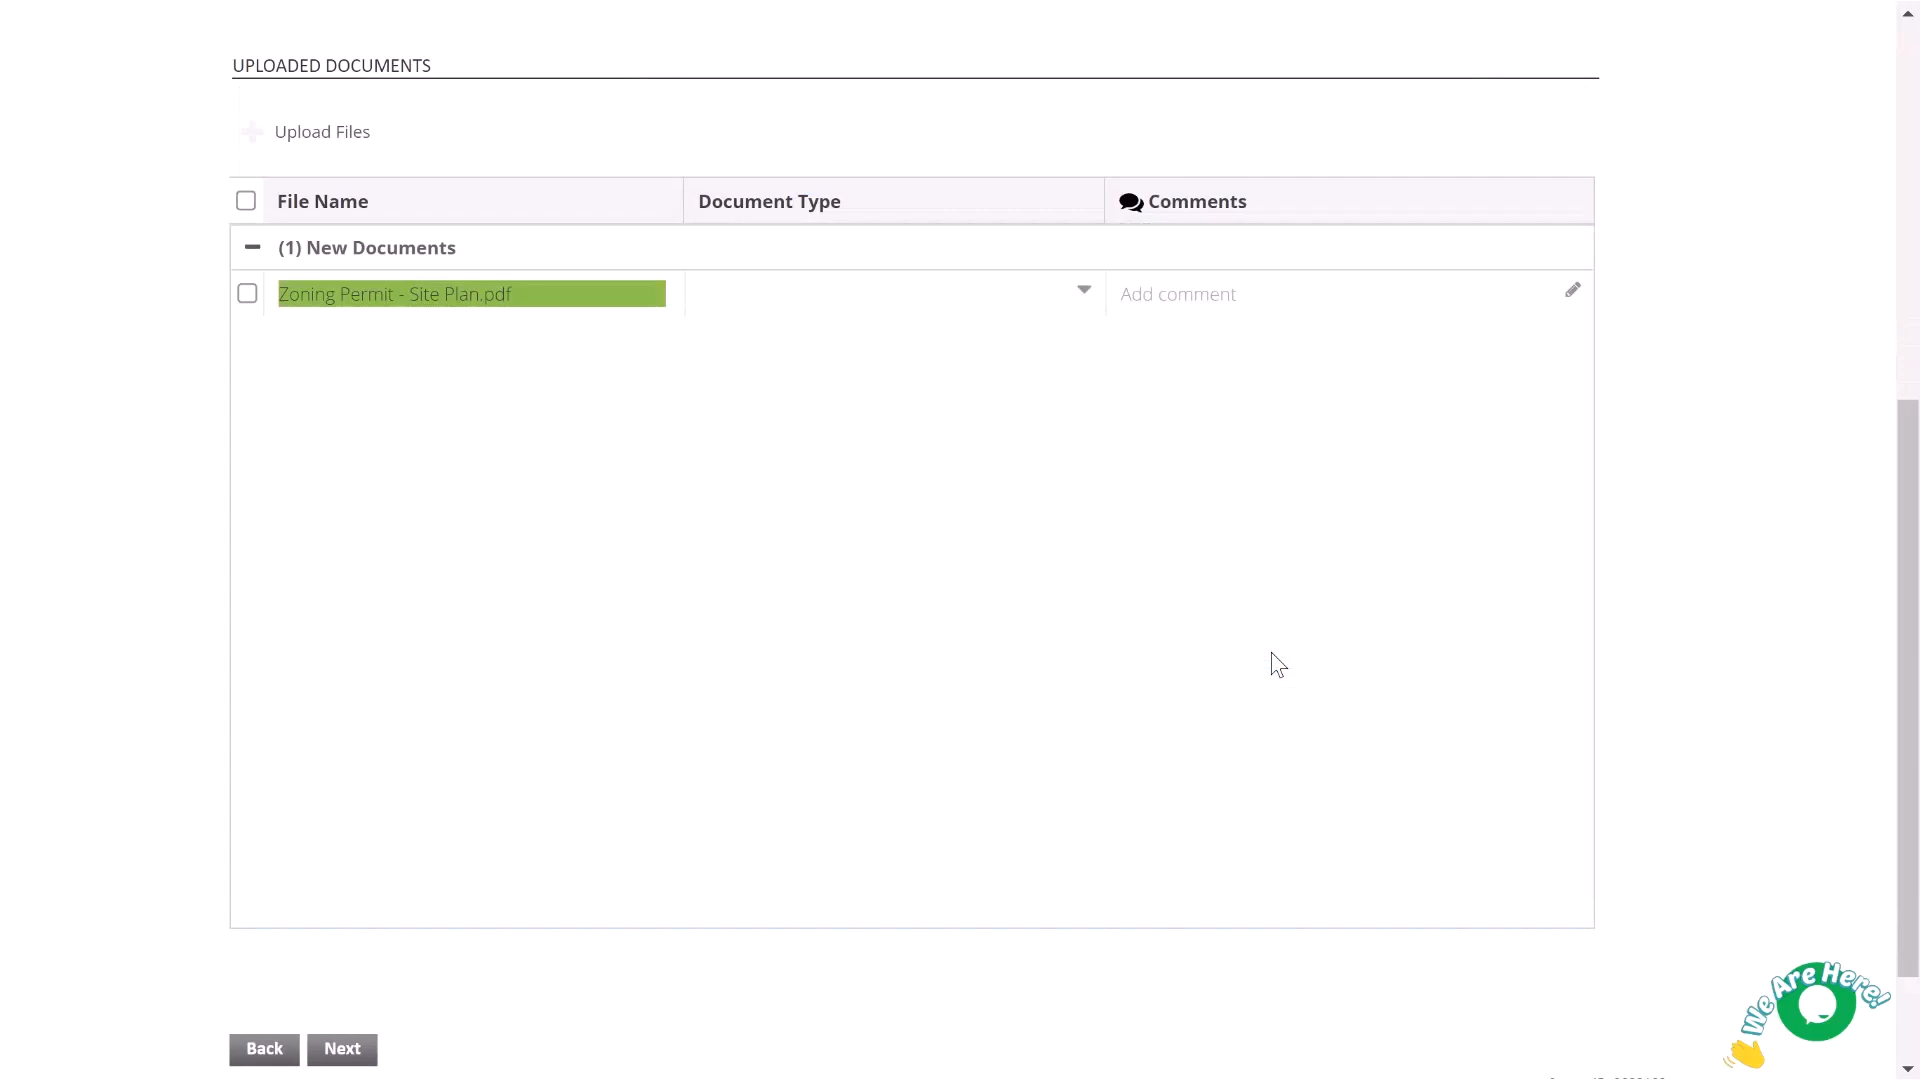 UPLOADED DOCUMENTS
Upload Files
File Name Document Type Comments
(1) New Documents
Zoning Permit - Site Plan.pdf Add comment
We Are Here!
Back Next